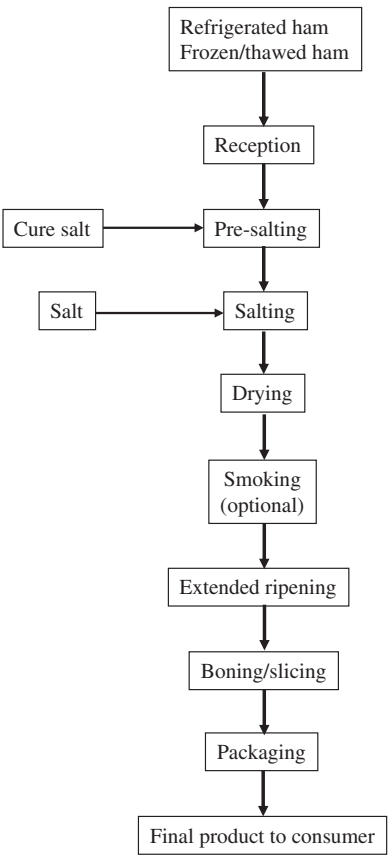 Refrigerated ham
Frozen/thawed ham
Reception
Cure salt
Pre-salting
Salt
Salting
Drying
Smoking
(optional)
Extended ripening
Boning/slicing
Packaging
Final product to consumer